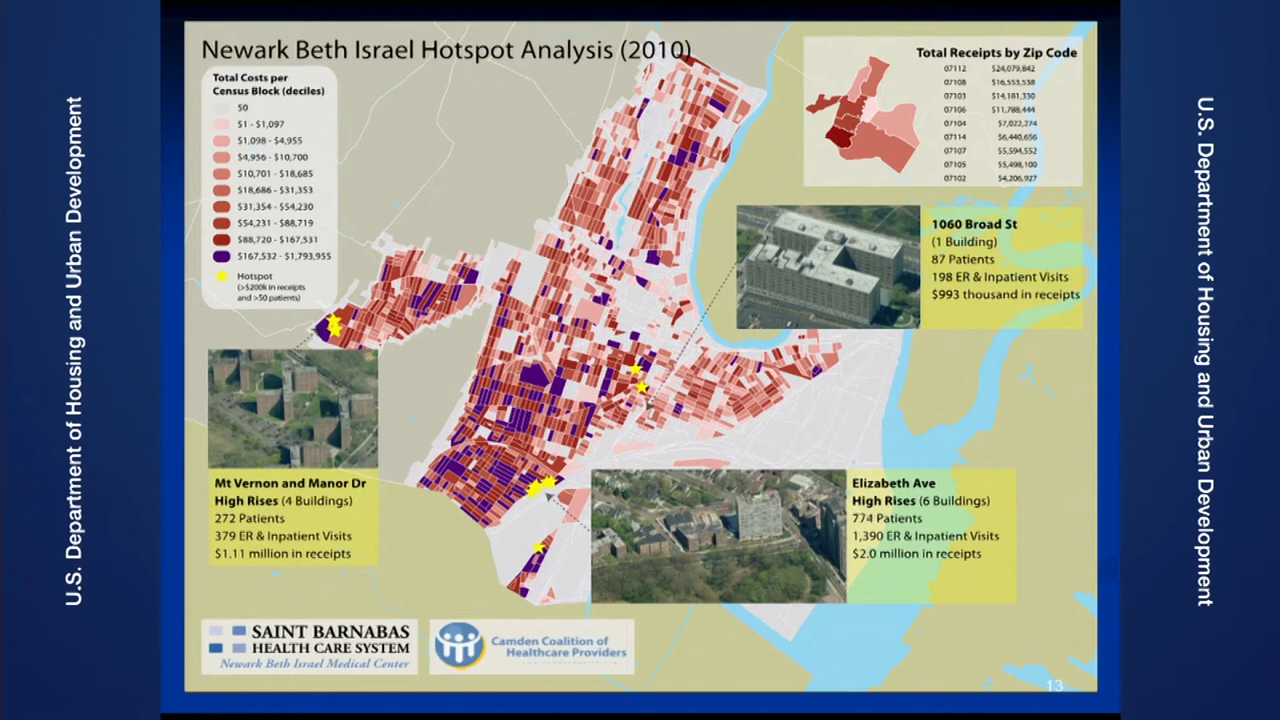 U.S. Department of Housing and Urban Development
Newark Beth Israel Hotspot Analysis (2010)
Total Costs per
Census Block (deciles)
$0
$1 - $1,097
$1,098 - $4,955
$4,956 - $10,700
$10,701 - $18,685
$18,686 - $31,353
$31,354 - $54,230
$54,231 - $88,719
$88,720 - $167,531
$167,532 - $1,793,955
Hotspot
(>$200k in receipts
and >50 patients)
Total Receipts by Zip Code
07112 $24,079,842
07108 $16,553,538
07103 $14,181,330
07106 $11,788,444
07104 $7,022,274
07114 $6,440,656
07107 $5,594,552
07105 $5,498,100
07102 $4,206,927
1060 Broad St
(1 Building)
87 Patients
198 ER & Inpatient Visits
$993 thousand in receipts
Mt Vernon and Manor Dr
High Rises (4 Buildings)
272 Patients
379 ER & Inpatient Visits
$1.11 million in receipts
Elizabeth Ave
High Rises (6 Buildings)
774 Patients
1,390 ER & Inpatient Visits
$2.0 million in receipts
SAINT BARNABAS
HEALTH CARE SYSTEM
Newark Beth Israel Medical Center
Camden Coalition of
Healthcare Providers
13
U.S. Department of Housing and Urban Development